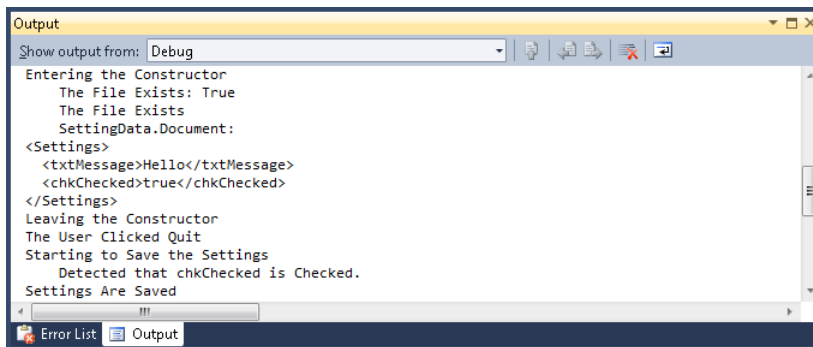 Output
Show output from: Debug
Entering the Constructor
The File Exists: True
The File Exists
SettingData.Document:
<Settings>
<txtMessage>Hello</txtMessage>
<chkChecked>true</chkChecked>
</Settings>
Leaving the Constructor
The User Clicked Quit
Starting to Save the Settings
Detected that chkChecked is Checked.
Settings Are Saved
Error List Output